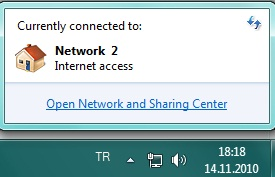 Currently connected to:
Network 2
Internet access
Open Network and Sharing Center
TR
18:18
14.11.2010